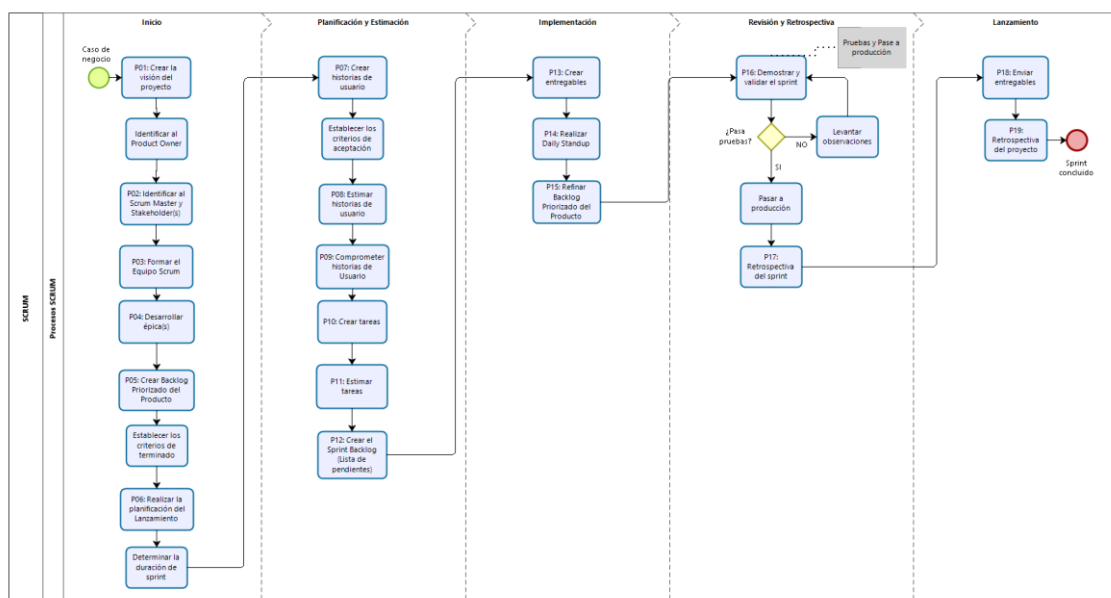 Inicio
Planificación y Estimación
Implementación
Revisión y Retrospectiva
Lanzamiento
SCRUM
Procesos SCRUM
Caso de
negocio
P01: Crear la
visión del
proyecto
Identificar al
Product Owner
P02: Identificar al
Scrum Master y
Stakeholder(s)
P03: Formar el
Equipo Scrum
P04: Desarrollar
épica(s)
P05: Crear Backlog
Priorizado del
Producto
Establecer los
criterios de
terminado
P06: Realizar la
planificación del
Lanzamiento
Determinar la
duración de
sprint
P07: Crear
historias de
usuario
Establecer los
criterios de
aceptación
P08: Estimar
historias de
usuario
P09: Comprometer
historias de
Usuario
P10: Crear tareas
P11: Estimar
tareas
P12: Crear el
Sprint Backlog
(Lista de
pendientes)
P13: Crear
entregables
P14: Realizar
Daily Standup
P15: Refinar
Backlog
Priorizado del
Producto
Pruebas y Pase a
producción
P16: Demostrar y
validar el sprint
¿Pasa
pruebas?
NO
Levantar
observaciones
SI
Pasar a
producción
P17:
Retrospectiva
del sprint
P18: Enviar
entregables
P19:
Retrospectiva
del proyecto
Sprint
concluido